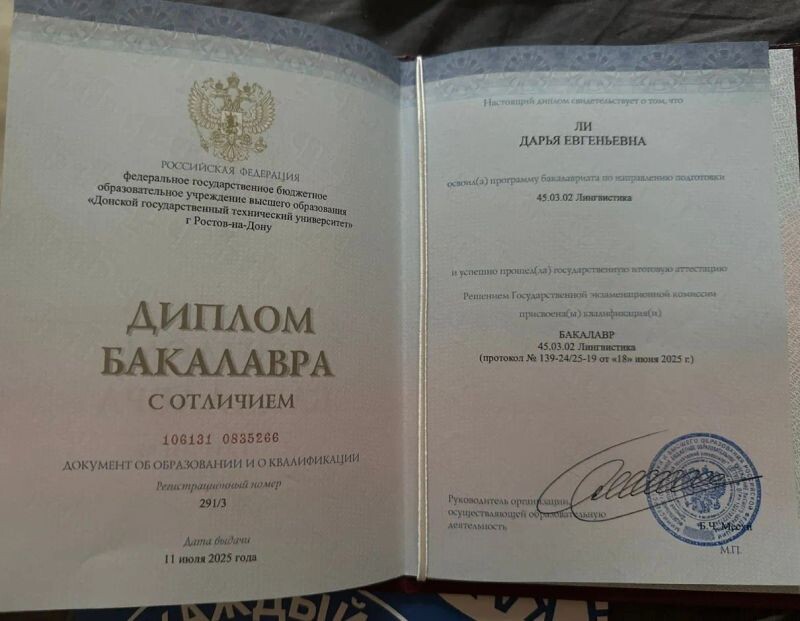 РОССИЙСКАЯ ФЕДЕРАЦИЯ
федеральное государственное бюджетное
образовательное учреждение высшего образования
«Донской государственный технический университет»
г Ростов-на-Дону
ДИПЛОМ
БАКАЛАВРА
С ОТЛИЧИЕМ
106131 0835266
ДОКУМЕНТ ОБ ОБРАЗОВАНИИ И О КВАЛИФИКАЦИИ
Регистрационный номер
291/3
Дата выдачи
11 июля 2025 года
Настоящий диплом свидетельствует о том, что
ЛИ
ДАРЬЯ ЕВГЕНЬЕВНА
освоил(а) программу бакалавриата по направлению подготовки
45.03.02 Лингвистика
и успешно прошел(ла) государственную итоговую аттестацию
Решением Государственной экзаменационной комиссии
присвоена(ы) квалификация(и)
БАКАЛАВР
45.03.02 Лингвистика
(протокол № 139-24/25-19 от «18» июня 2025 г.)
Руководитель организации,
осуществляющей образовательную
деятельность
Б.Ч. Месхи
М.П.